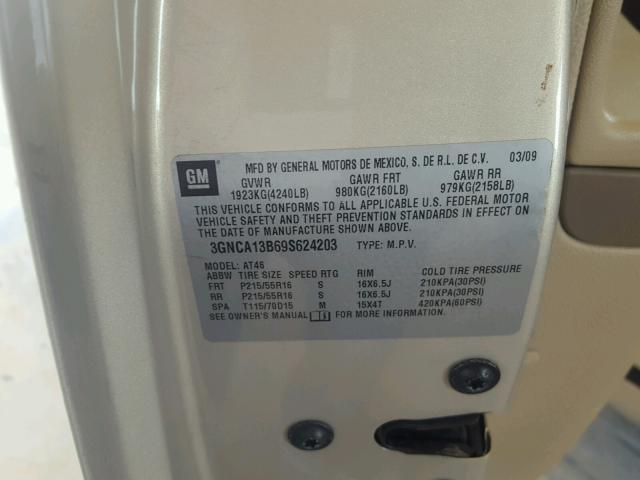 GM
MFD BY GENERAL MOTORS DE MEXICO, S. DE R.L. DE C.V. 03/09
GVWR GAWR FRT GAWR RR
1923KG(4240LB) 980KG(2160LB) 979KG(2158LB)
THIS VEHICLE CONFORMS TO ALL APPLICABLE U.S. FEDERAL MOTOR
VEHICLE SAFETY AND THEFT PREVENTION STANDARDS IN EFFECT ON
THE DATE OF MANUFACTURE SHOWN ABOVE.
3GNCA13B69S624203 TYPE: M.P.V.
MODEL: AT46
ABBW TIRE SIZE SPEED RTG RIM COLD TIRE PRESSURE
FRT P215/55R16 S 16X6.5J 210KPA(30PSI)
RR P215/55R16 S 16X6.5J 210KPA(30PSI)
SPA T115/70D15 M 15X4T 420KPA(60PSI)
SEE OWNER'S MANUAL FOR MORE INFORMATION.